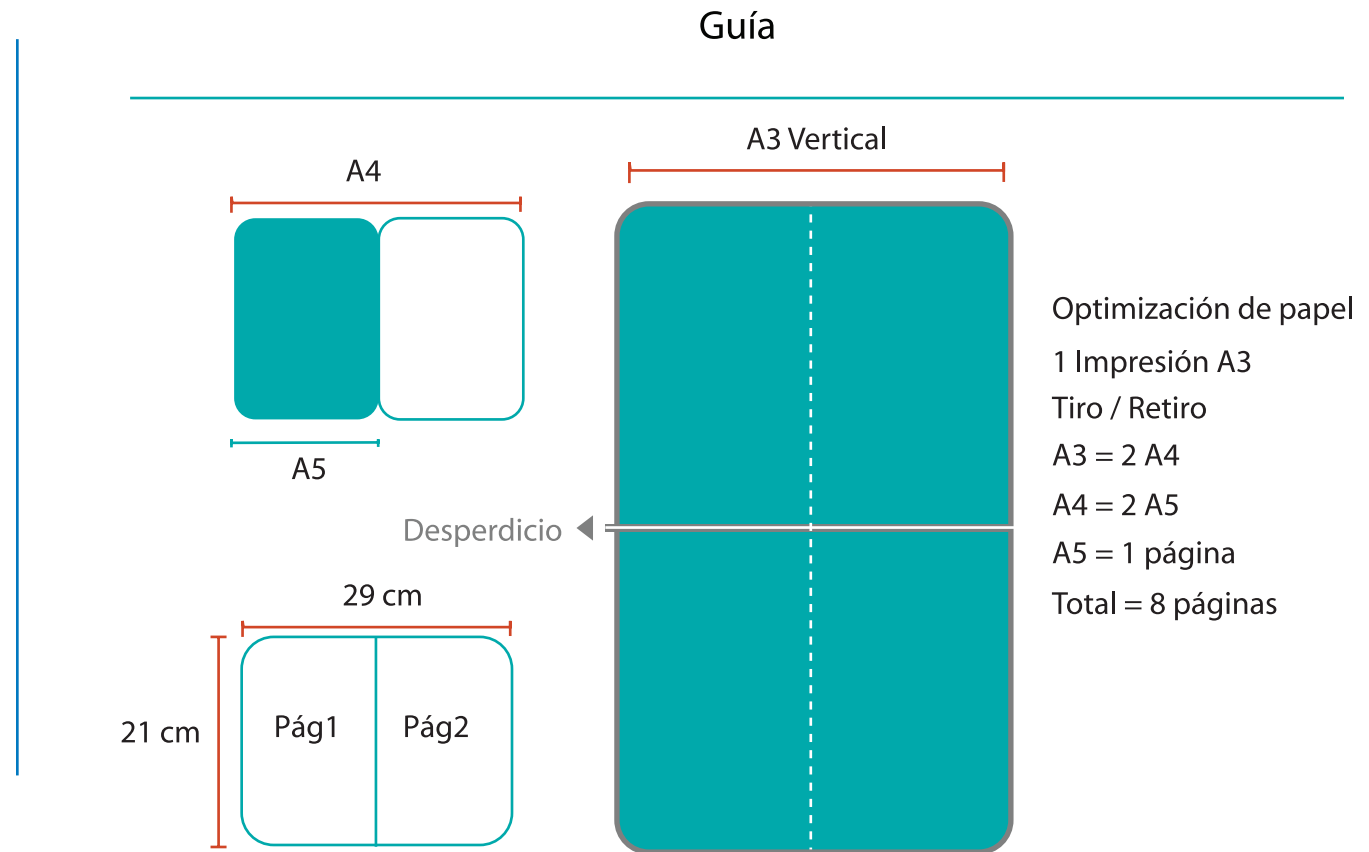 Guía
A4
A5
A3 Vertical
Desperdicio
29 cm
21 cm
Pág1
Pág2
Optimización de papel
1 Impresión A3
Tiro / Retiro
A3 = 2 A4
A4 = 2 A5
A5 = 1 página
Total = 8 páginas